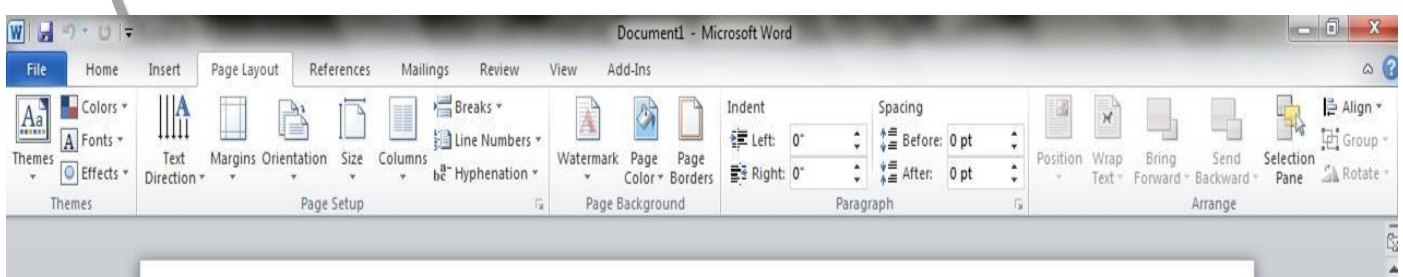 W
Document1 - Microsoft Word
File Home Insert Page Layout References Mailings Review View Add-Ins
Aa Colors Breaks Indent Spacing Align
A Fonts Line Numbers Left: 0" Before: 0 pt Group
Themes Effects Text Direction Margins Orientation Size Columns bc Hyphenation Watermark Page Color Page Borders Right: 0" After: 0 pt Position Wrap Text Bring Forward Send Backward Selection Pane Rotate
Themes Page Setup Page Background Paragraph Arrange